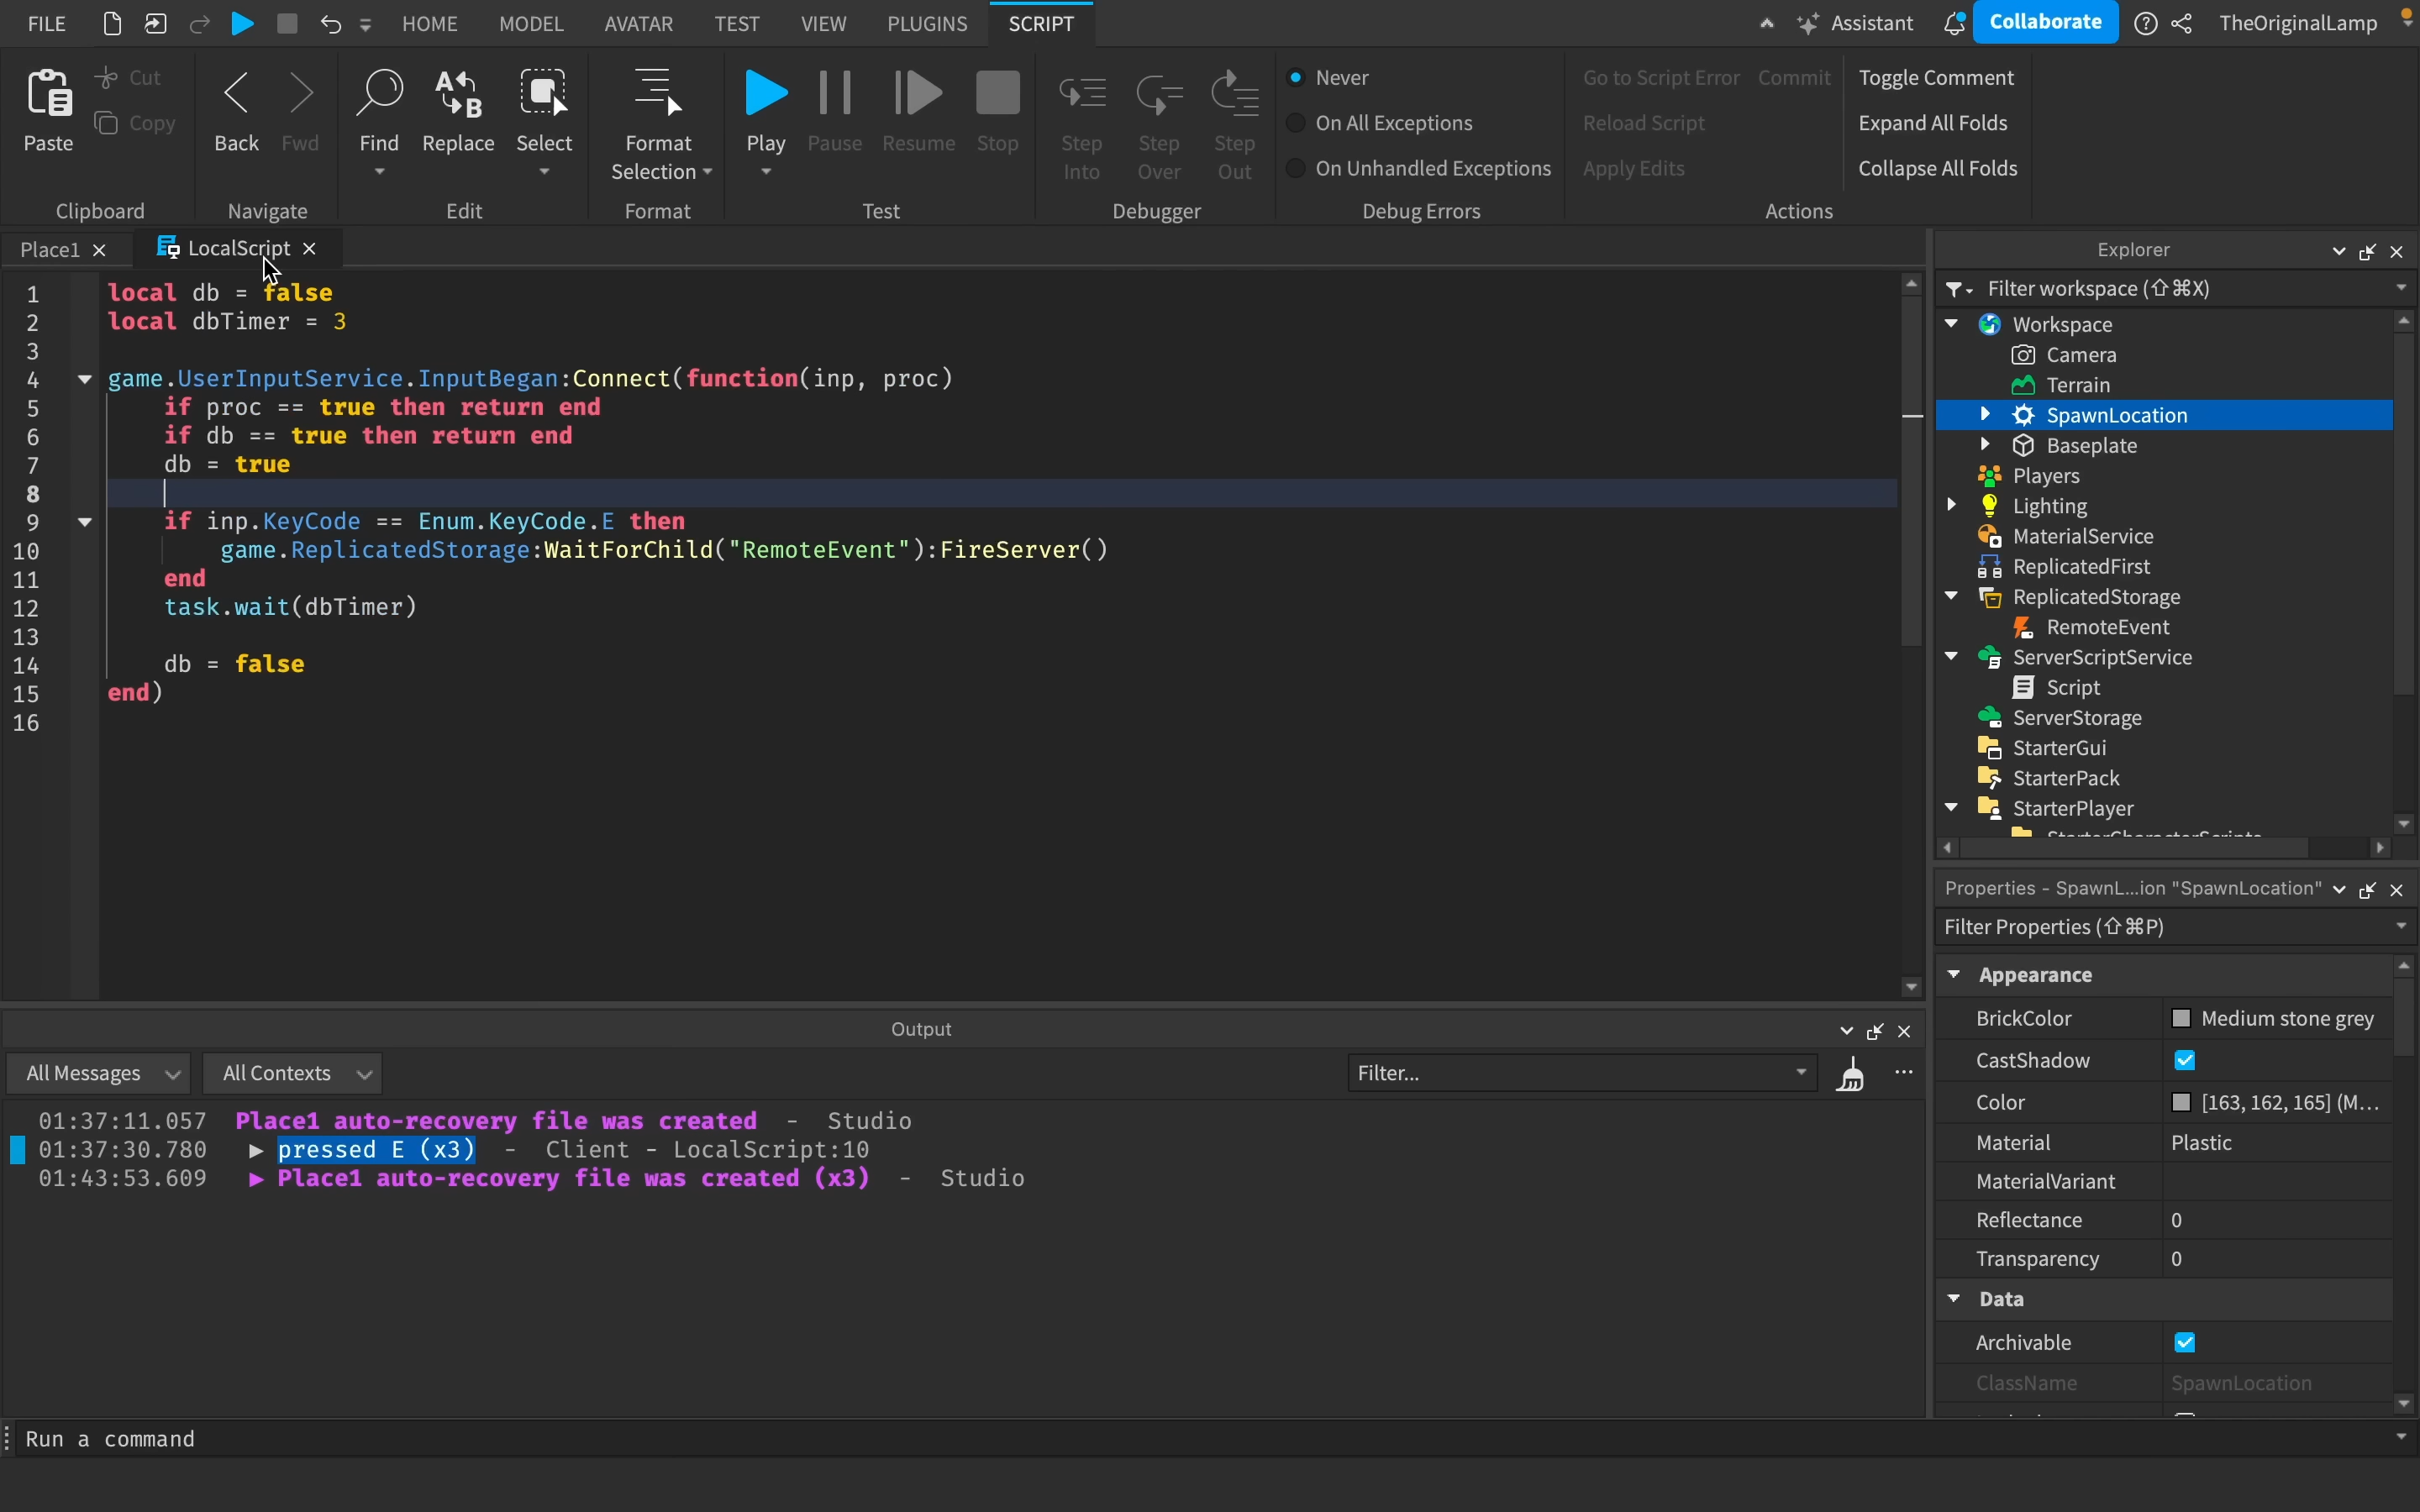 FILE HOME MODEL AVATAR TEST VIEW PLUGINS SCRIPT Assistant Collaborate TheOriginalLamp
Paste Cut Copy
Clipboard
Back Fwd
Navigate
Find Replace Select
Edit
Format
Selection
Format
Play Pause Resume Stop
Test
Step Into Step Over Step Out
Debugger
Never
On All Exceptions
On Unhandled Exceptions
Debug Errors
Go to Script Error Commit
Reload Script
Apply Edits
Toggle Comment
Expand All Folds
Collapse All Folds
Actions
Place1 LocalScript
1 local db = false
2 local dbTimer = 3
3
4 game.UserInputService.InputBegan:Connect(function(inp, proc)
5 if proc == true then return end
6 if db == true then return end
7 db = true
8
9 if inp.KeyCode == Enum.KeyCode.E then
10 game.ReplicatedStorage:WaitForChild("RemoteEvent"):FireServer()
11 end
12 task.wait(dbTimer)
13
14 db = false
15 end)
16
Explorer
Filter workspace (⇧⌘X)
Workspace
Camera
Terrain
SpawnLocation
Baseplate
Players
Lighting
MaterialService
ReplicatedFirst
ReplicatedStorage
RemoteEvent
ServerScriptService
Script
ServerStorage
StarterGui
StarterPack
StarterPlayer
Properties - SpawnL...ion "SpawnLocation"
Filter Properties (⇧⌘P)
Appearance
BrickColor Medium stone grey
CastShadow
Color [163, 162, 165] (M...
Material Plastic
MaterialVariant
Reflectance 0
Transparency 0
Data
Archivable
ClassName SpawnLocation
Output
All Messages All Contexts Filter...
01:37:11.057 Place1 auto-recovery file was created - Studio
01:37:30.780 ▶ pressed E (x3) - Client - LocalScript:10
01:43:53.609 ▶ Place1 auto-recovery file was created (x3) - Studio
Run a command